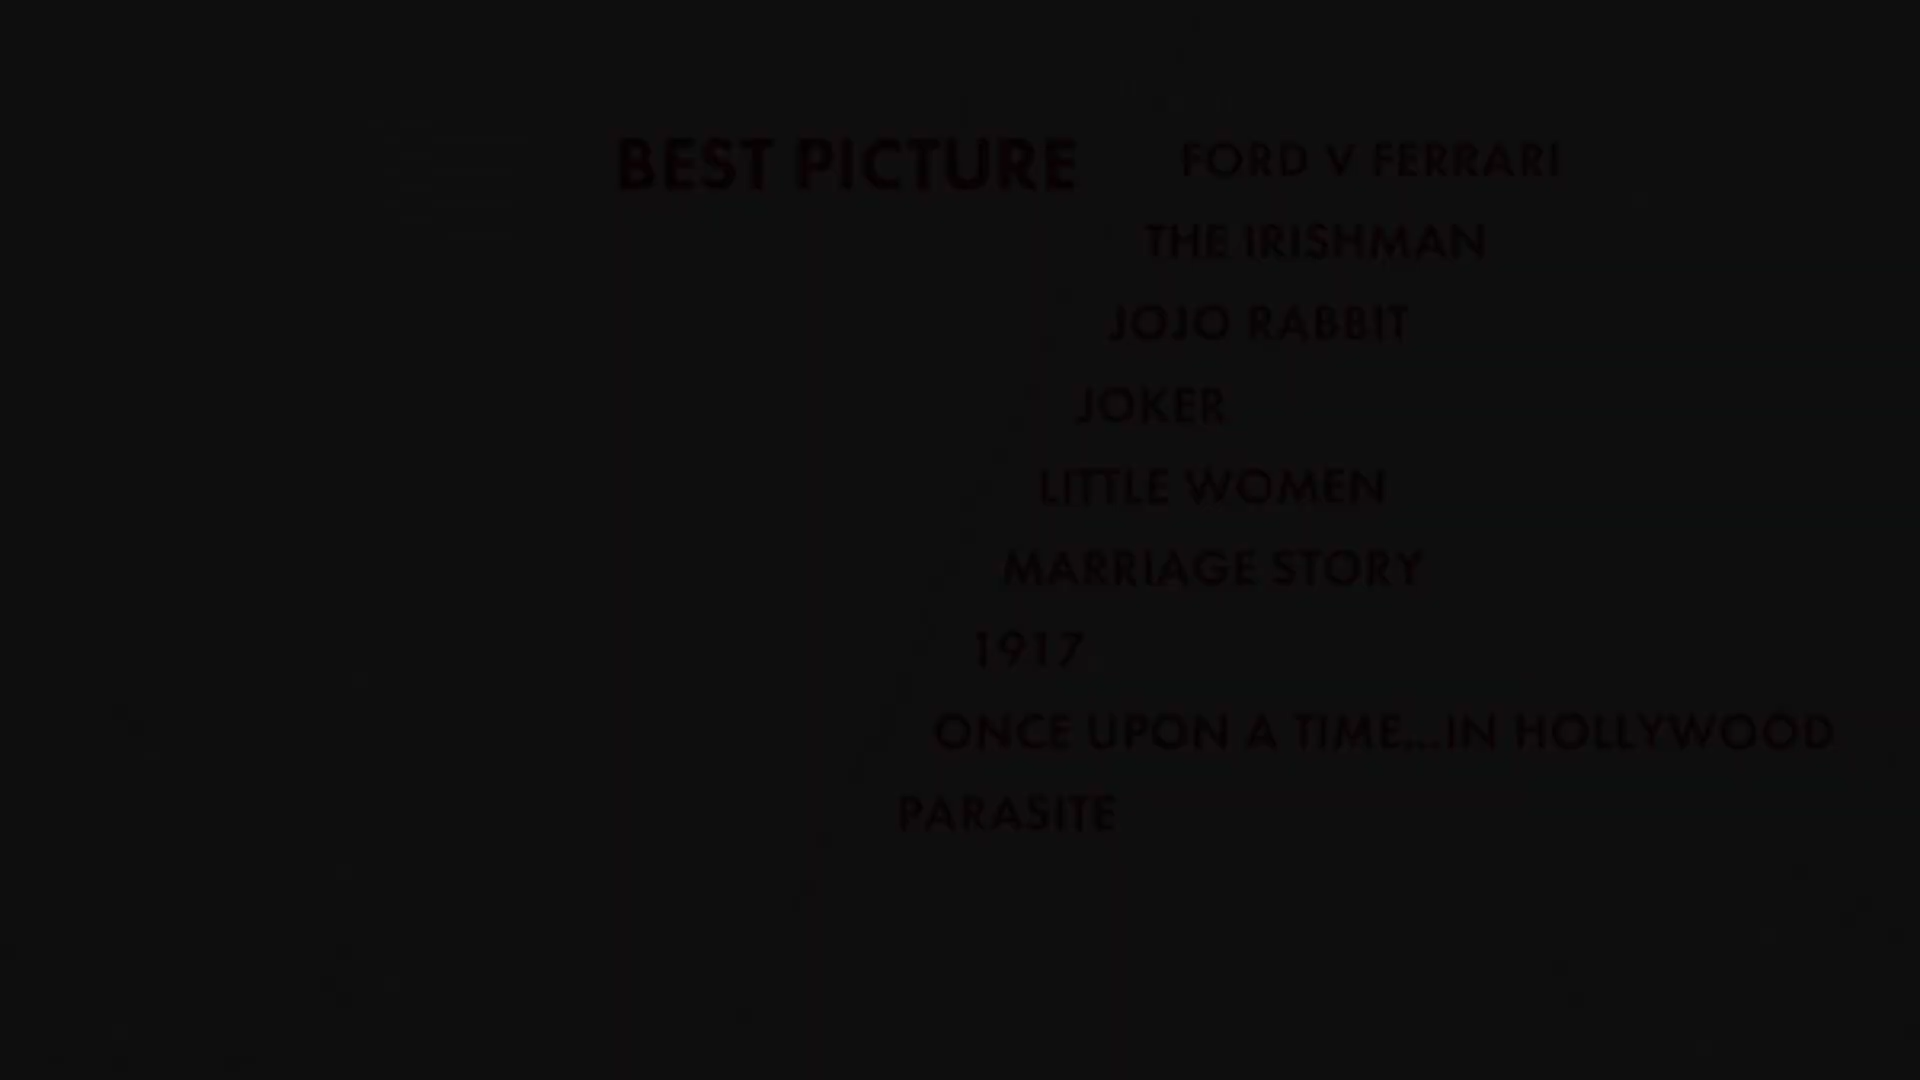 BEST PICTURE
FORD V FERRARI
THE IRISHMAN
JOJO RABBIT
JOKER
LITTLE WOMEN
MARRIAGE STORY
1917
ONCE UPON A TIME...IN HOLLYWOOD
PARASITE